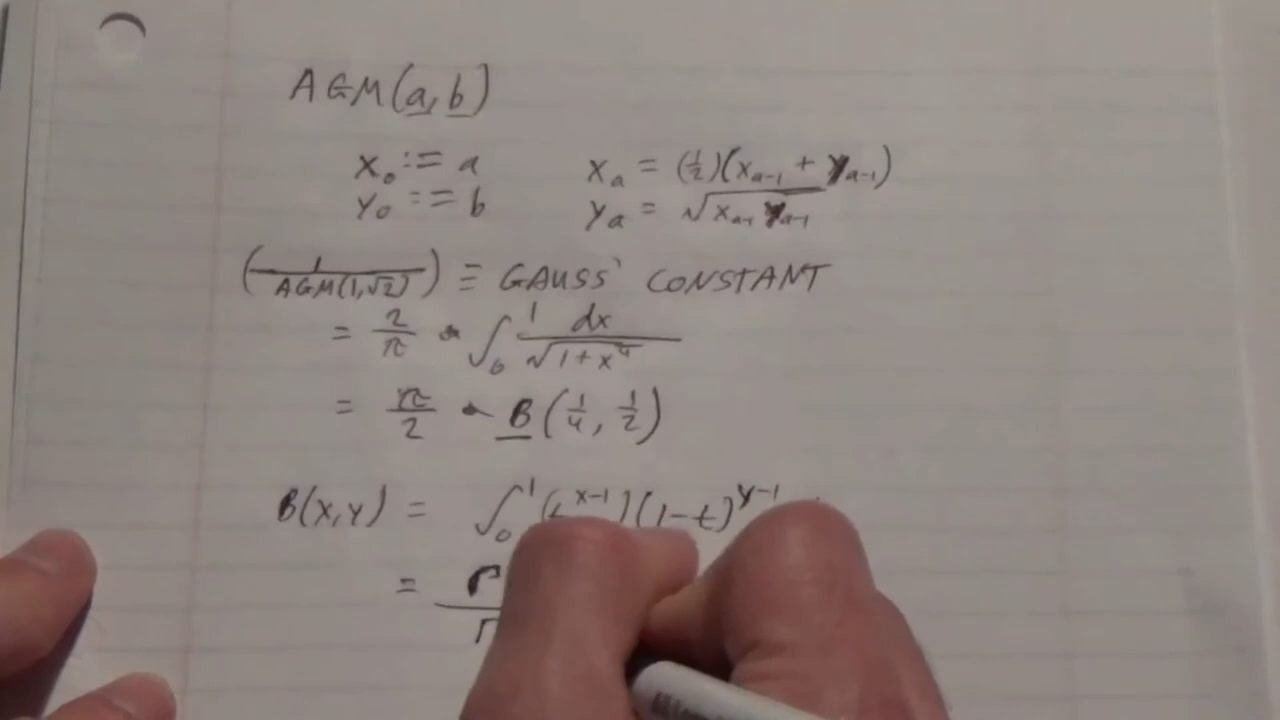 AGM(a, b)
x₀ := a    xₐ = (½)(xₐ₋₁ + yₐ₋₁)
y₀ := b    yₐ = √(xₐ₋₁ yₐ₋₁)
(1/AGM(1,√2)) ≡ GAUSS' CONSTANT
= 2/π • ∫₀¹ dx/√(1+x⁴)
= π/2 • B(1/4, 1/2)
B(x,y) = ∫₀¹ (t^(x-1))(1-t)^(y-1)
= Γ/Γ